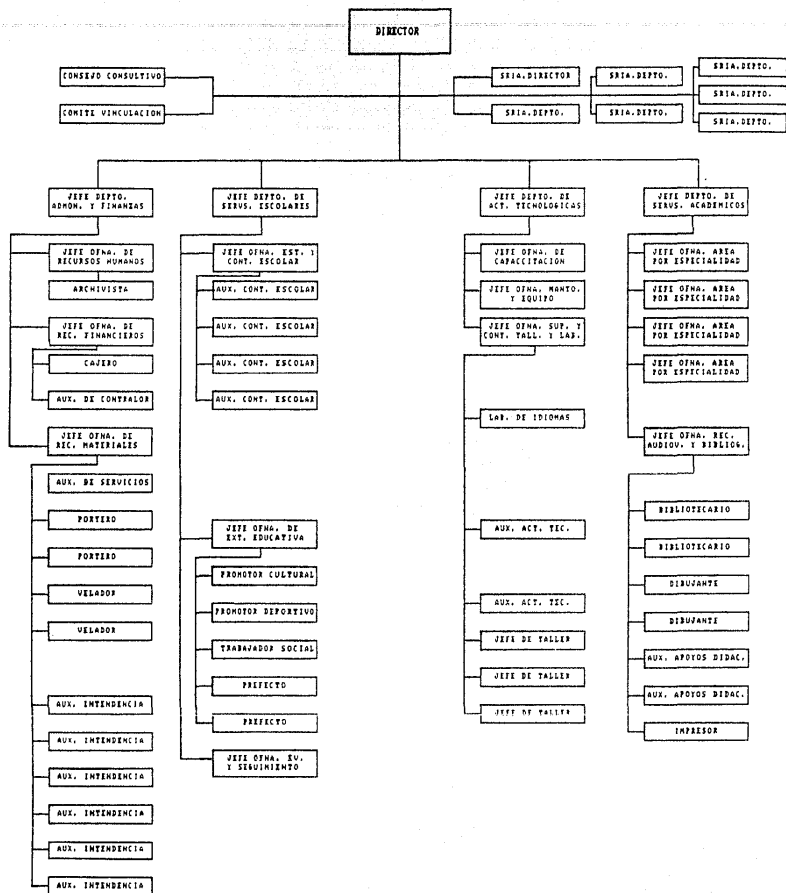 DIRECTOR
CONSEJO CONSULTIVO
COMITE VINCULACION
SRIA.DIRECTOR
SRIA.DEPTO.
SRIA.DEPTO.
SRIA.DEPTO.
SRIA.DEPTO.
SRIA.DEPTO.
SRIA.DEPTO.
JEFE DEPTO.
ADMON. Y FINANZAS
JEFE OFNA. DE
RECURSOS HUMANOS
ARCHIVISTA
JEFE OFNA. DE
REC. FINANCIEROS
CAJERO
AUX. DE CONTRALOR
JEFE OFNA. DE
REC. MATERIALES
AUX. DE SERVICIOS
PORTERO
PORTERO
VELADOR
VELADOR
AUX. INTENDENCIA
AUX. INTENDENCIA
AUX. INTENDENCIA
AUX. INTENDENCIA
AUX. INTENDENCIA
AUX. INTENDENCIA
JEFE DEPTO. DE
SERVS. ESCOLARES
JEFE OFNA. EST. Y
CONT. ESCOLAR
AUX. CONT. ESCOLAR
AUX. CONT. ESCOLAR
AUX. CONT. ESCOLAR
AUX. CONT. ESCOLAR
JEFE OFNA. DE
EXT. EDUCATIVA
PROMOTOR CULTURAL
PROMOTOR DEPORTIVO
TRABAJADOR SOCIAL
PREFECTO
PREFECTO
JEFE OFNA. EV.
Y SEGUIMIENTO
JEFE DEPTO. DE
ACT. TECNOLOGICAS
JEFE OFNA. DE
CAPACCITACION
JEFE OFNA. MANTO.
Y EQUIPO
JEFE OFNA. SUP. Y
CONT. TALL. Y LAB.
LAB. DE IDIOMAS
AUX. ACT. TEC.
AUX. ACT. TEC.
JEFE DE TALLER
JEFE DE TALLER
JEFE DE TALLER
JEFE DEPTO. DE
SERVS. ACADEMICOS
JEFE OFNA. AREA
POR ESPECIALIDAD
JEFE OFNA. AREA
POR ESPECIALIDAD
JEFE OFNA. AREA
POR ESPECIALIDAD
JEFE OFNA. AREA
POR ESPECIALIDAD
JEFE OFNA. REC.
AUDIOV. Y BIBLIOG.
BIBLIOTECARIO
BIBLIOTECARIO
DIBUJANTE
DIBUJANTE
AUX. APOYOS DIDAC.
AUX. APOYOS DIDAC.
IMPRESOR